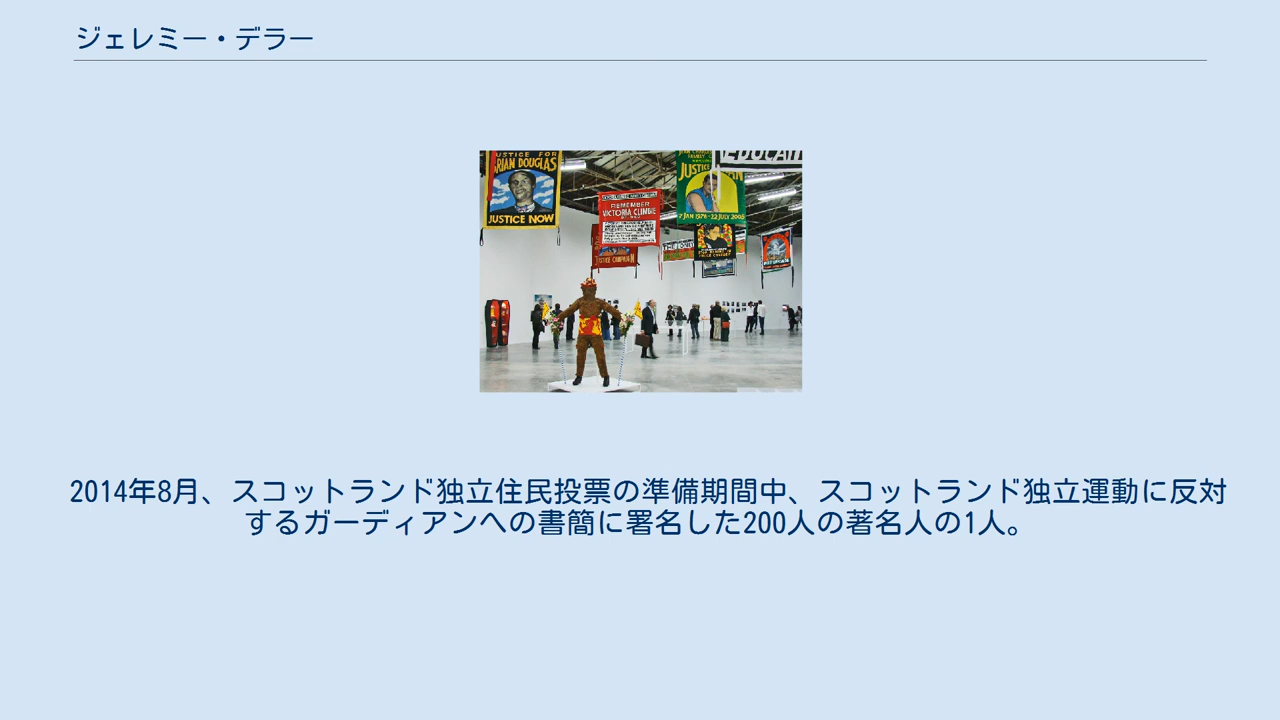 ジェレミー・デラー
JUSTICE FOR
BRIAN DOUGLAS
JUSTICE NOW
REMEMBER
VICTORIA CLIMBIE
JUSTICE CAMPAIGN
FAMILY
JUSTICE
7 JAN 1978 - 22 JULY 2005
EDUCATI
2014年8月、スコットランド独立住民投票の準備期間中、スコットランド独立運動に反対
するガーディアンへの書簡に署名した200人の著名人の1人。